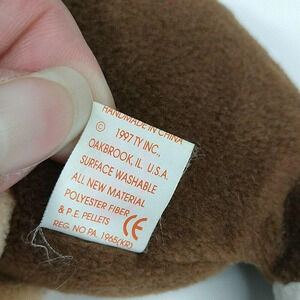 HANDMADE IN CHINA
© 1997 TY INC.,
OAKBROOK, IL. U.S.A.
SURFACE WASHABLE
ALL NEW MATERIAL
POLYESTER FIBER
& P.E. PELLETS CE
REG. NO PA. 1965(KR)